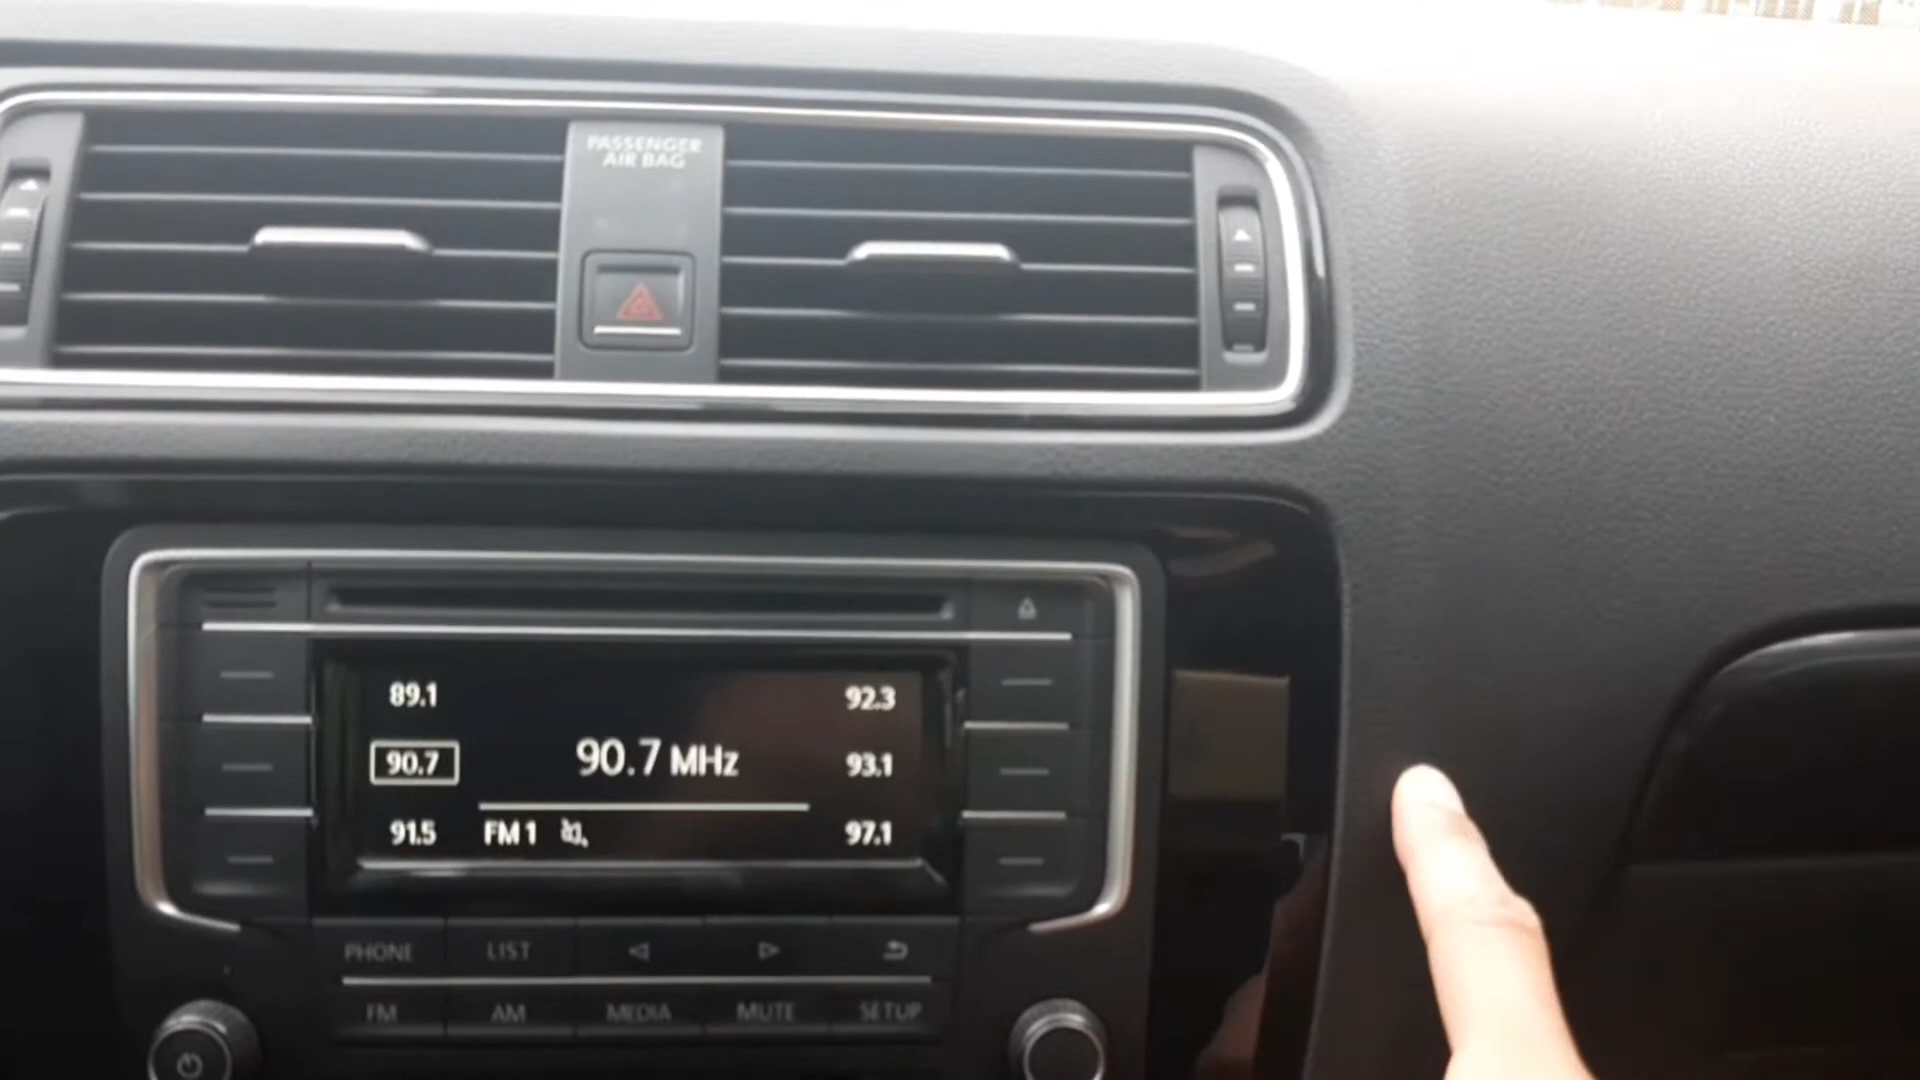 PASSENGER
AIR BAG
89.1
92.3
90.7
90.7 MHz
93.1
91.5
FM 1
97.1
PHONE
LIST
FM
AM
MEDIA
MUTE
SETUP